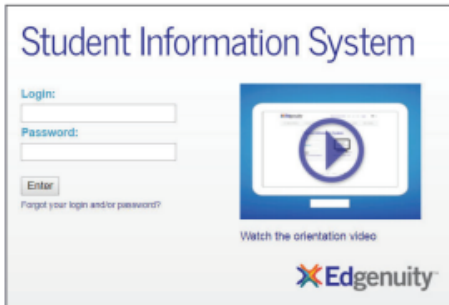 Student Information System
Login:
Password:
Enter
Forgot your login and/or password?
Watch the orientation video
Edgenuity